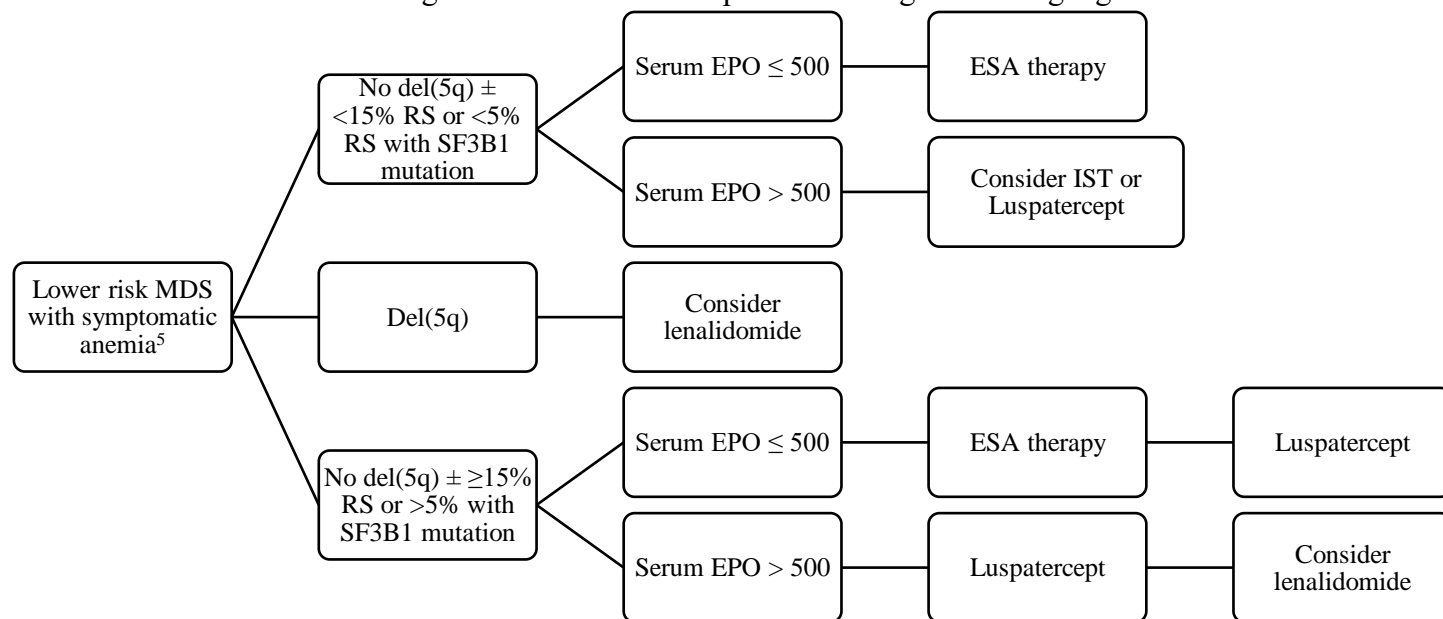 No del(5q) ±
<15% RS or <5%
RS with SF3B1
mutation
Serum EPO ≤ 500
ESA therapy
Serum EPO > 500
Consider IST or
Luspatercept
Lower risk MDS
with symptomatic
anemia⁵
Del(5q)
Consider
lenalidomide
No del(5q) ± ≥15%
RS or >5% with
SF3B1 mutation
Serum EPO ≤ 500
ESA therapy
Luspatercept
Serum EPO > 500
Luspatercept
Consider
lenalidomide